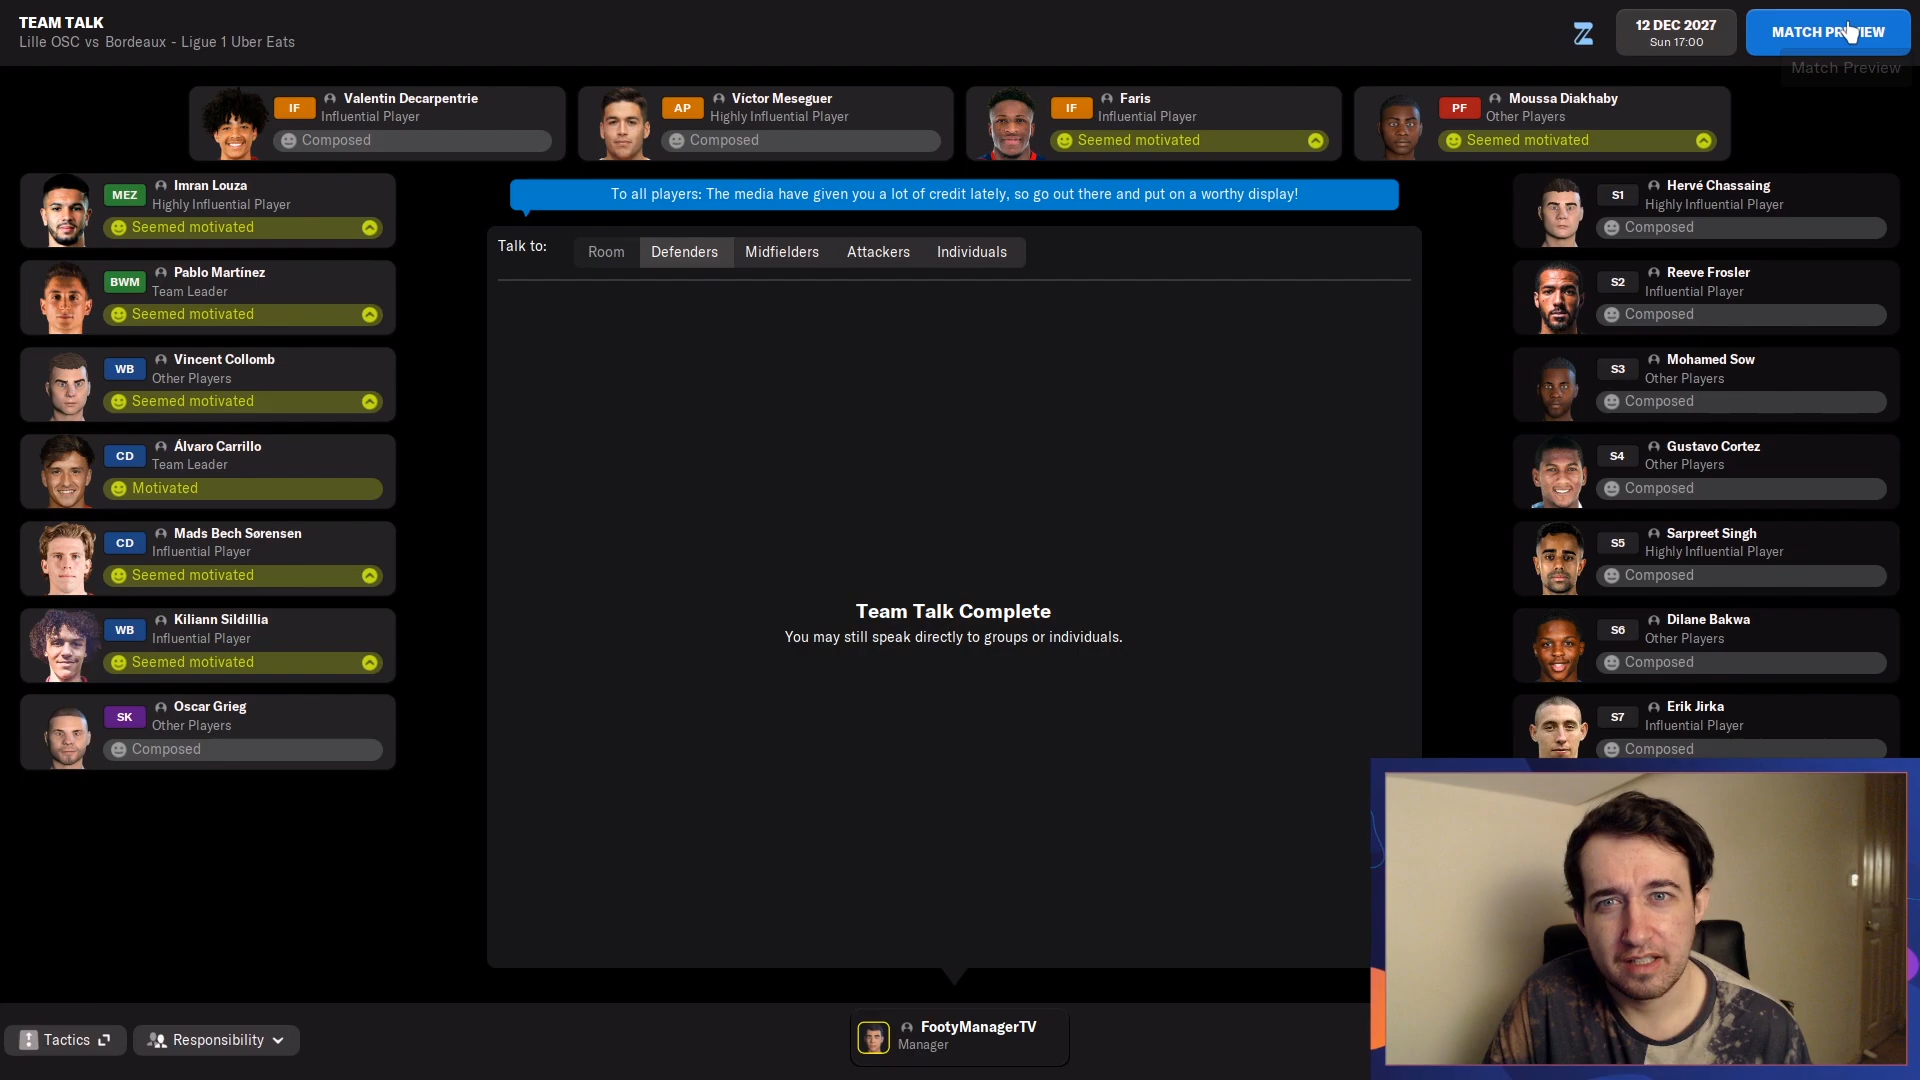 TEAM TALK
Lille OSC vs Bordeaux - Ligue 1 Uber Eats
12 DEC 2027
Sun 17:00
MATCH PREVIEW
Match Preview
IF
Valentin Decarpentrie
Influential Player
Composed
AP
Víctor Meseguer
Highly Influential Player
Composed
IF
Faris
Influential Player
Seemed motivated
PF
Moussa Diakhaby
Other Players
Seemed motivated
MEZ
Imran Louza
Highly Influential Player
Seemed motivated
BWM
Pablo Martínez
Team Leader
Seemed motivated
WB
Vincent Collomb
Other Players
Seemed motivated
CD
Álvaro Carrillo
Team Leader
Motivated
CD
Mads Bech Sørensen
Influential Player
Seemed motivated
WB
Kiliann Sildillia
Influential Player
Seemed motivated
SK
Oscar Grieg
Other Players
Composed
To all players: The media have given you a lot of credit lately, so go out there and put on a worthy display!
Talk to:
Room
Defenders
Midfielders
Attackers
Individuals
Team Talk Complete
You may still speak directly to groups or individuals.
S1
Hervé Chassaing
Highly Influential Player
Composed
S2
Reeve Frosler
Influential Player
Composed
S3
Mohamed Sow
Other Players
Composed
S4
Gustavo Cortez
Other Players
Composed
S5
Sarpreet Singh
Highly Influential Player
Composed
S6
Dilane Bakwa
Other Players
Composed
S7
Erik Jirka
Influential Player
Composed
Tactics
Responsibility
FootyManagerTV
Manager